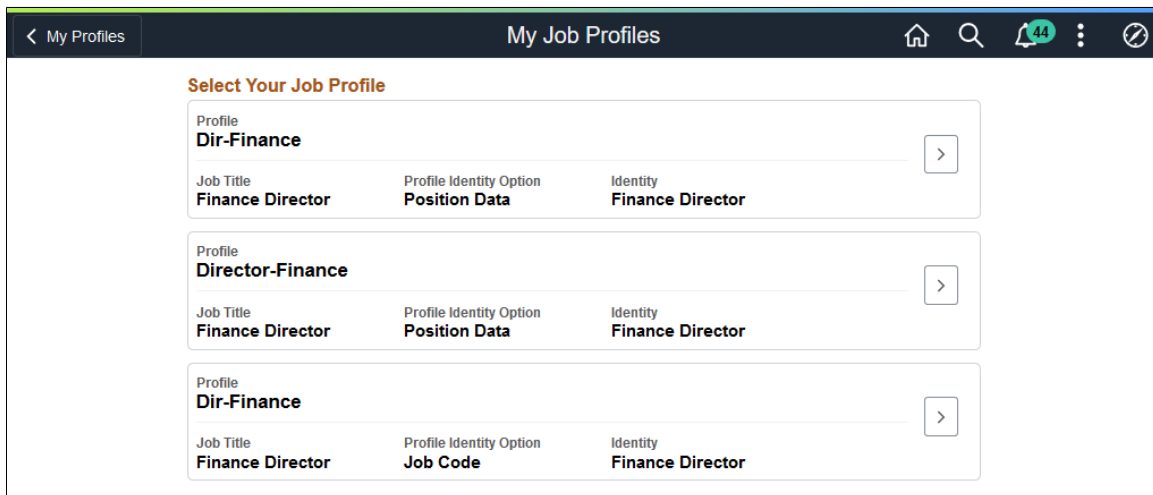 My Profiles
My Job Profiles
44
Select Your Job Profile
Profile
Dir-Finance
Job Title Profile Identity Option Identity
Finance Director Position Data Finance Director
Profile
Director-Finance
Job Title Profile Identity Option Identity
Finance Director Position Data Finance Director
Profile
Dir-Finance
Job Title Profile Identity Option Identity
Finance Director Job Code Finance Director